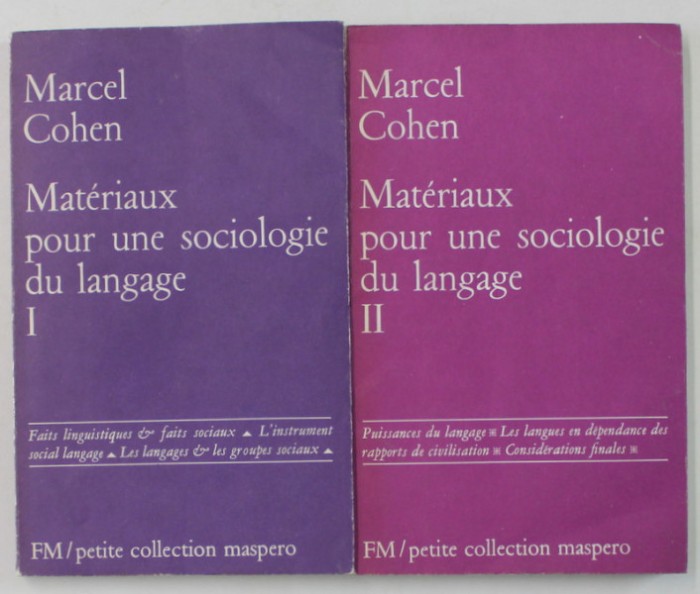 Marcel
Cohen
Matériaux
pour une sociologie
du langage
I
Faits linguistiques & faits sociaux ▲ L'instrument
social langage ▲ Les langages & les groupes sociaux ▲
FM/petite collection maspero
Marcel
Cohen
Matériaux
pour une sociologie
du langage
II
Puissances du langage ※ Les langues en dépendance des
rapports de civilisation ※ Considérations finales ※
FM/petite collection maspero